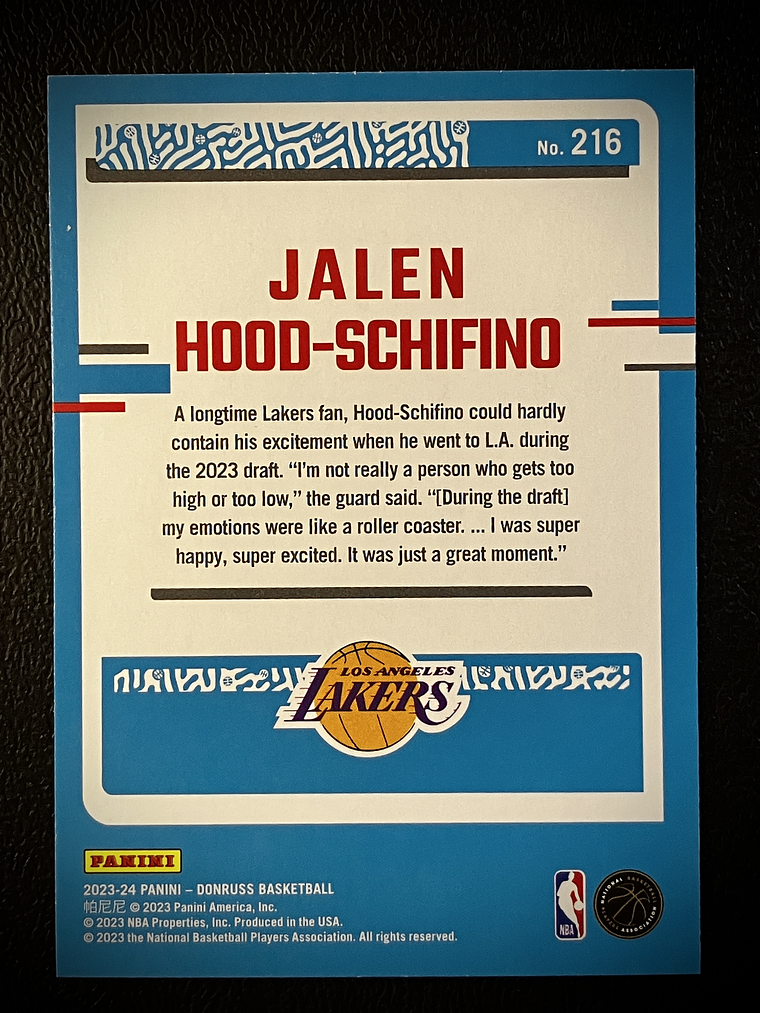 No. 216
JALEN
HOOD-SCHIFINO
A longtime Lakers fan, Hood-Schifino could hardly
contain his excitement when he went to L.A. during
the 2023 draft. “I’m not really a person who gets too
high or too low,” the guard said. “[During the draft]
my emotions were like a roller coaster. ... I was super
happy, super excited. It was just a great moment.”
LOS ANGELES
LAKERS
PANINI
2023-24 PANINI – DONRUSS BASKETBALL
帕尼尼 © 2023 Panini America, Inc.
© 2023 NBA Properties, Inc. Produced in the USA.
© 2023 the National Basketball Players Association. All rights reserved.
NBA
NATIONAL BASKETBALL PLAYERS ASSOCIATION